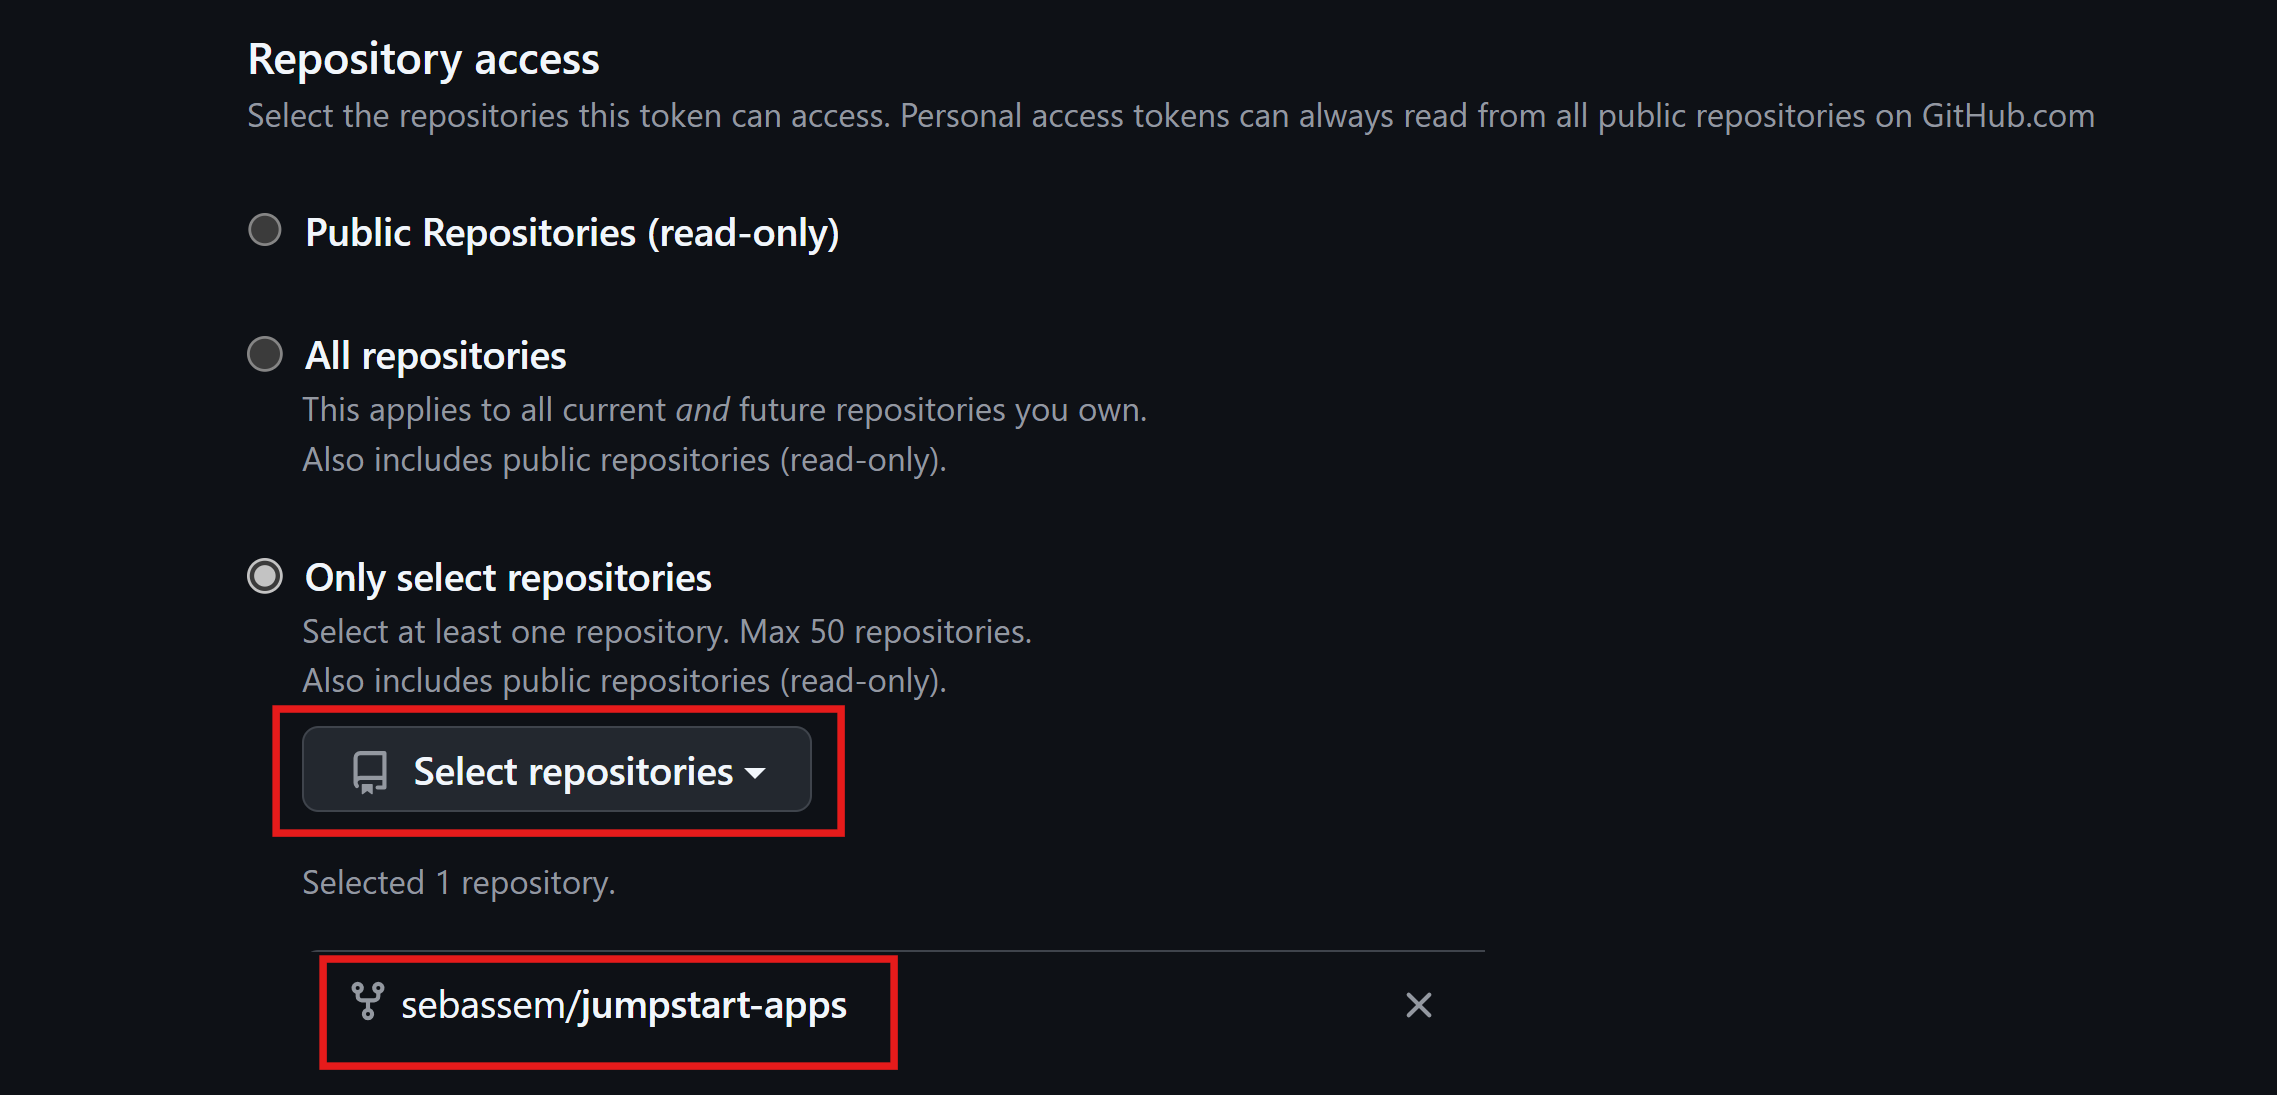 Repository access
Select the repositories this token can access. Personal access tokens can always read from all public repositories on GitHub.com
Public Repositories (read-only)
All repositories
This applies to all current and future repositories you own.
Also includes public repositories (read-only).
Only select repositories
Select at least one repository. Max 50 repositories.
Also includes public repositories (read-only).
Select repositories
Selected 1 repository.
sebassem/jumpstart-apps